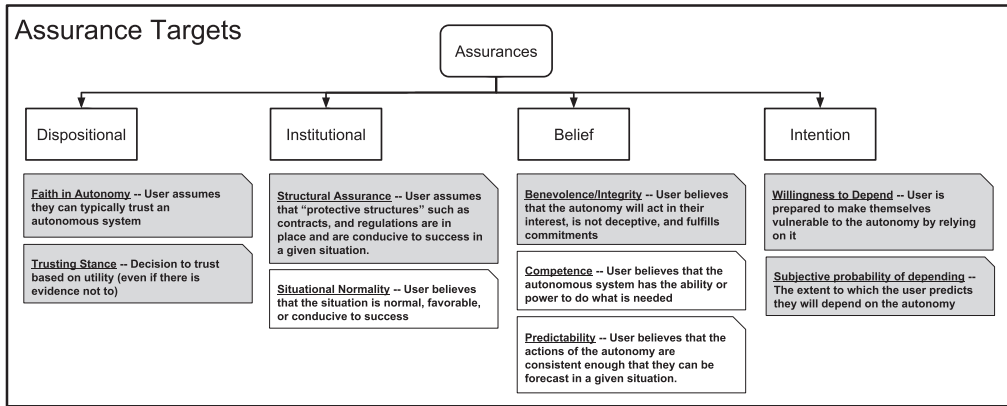 Assurance Targets
Assurances
Dispositional
Institutional
Belief
Intention
Faith in Autonomy -- User assumes
they can typically trust an
autonomous system
Trusting Stance -- Decision to trust
based on utility (even if there is
evidence not to)
Structural Assurance -- User assumes
that “protective structures” such as
contracts, and regulations are in
place and are conducive to success in
a given situation.
Situational Normality -- User believes
that the situation is normal, favorable,
or conducive to success
Benevolence/Integrity -- User believes
that the autonomy will act in their
interest, is not deceptive, and fulfills
commitments
Competence -- User believes that the
autonomous system has the ability or
power to do what is needed
Predictability -- User believes that the
actions of the autonomy are
consistent enough that they can be
forecast in a given situation.
Willingness to Depend -- User is
prepared to make themselves
vulnerable to the autonomy by relying
on it
Subjective probability of depending --
The extent to which the user predicts
they will depend on the autonomy